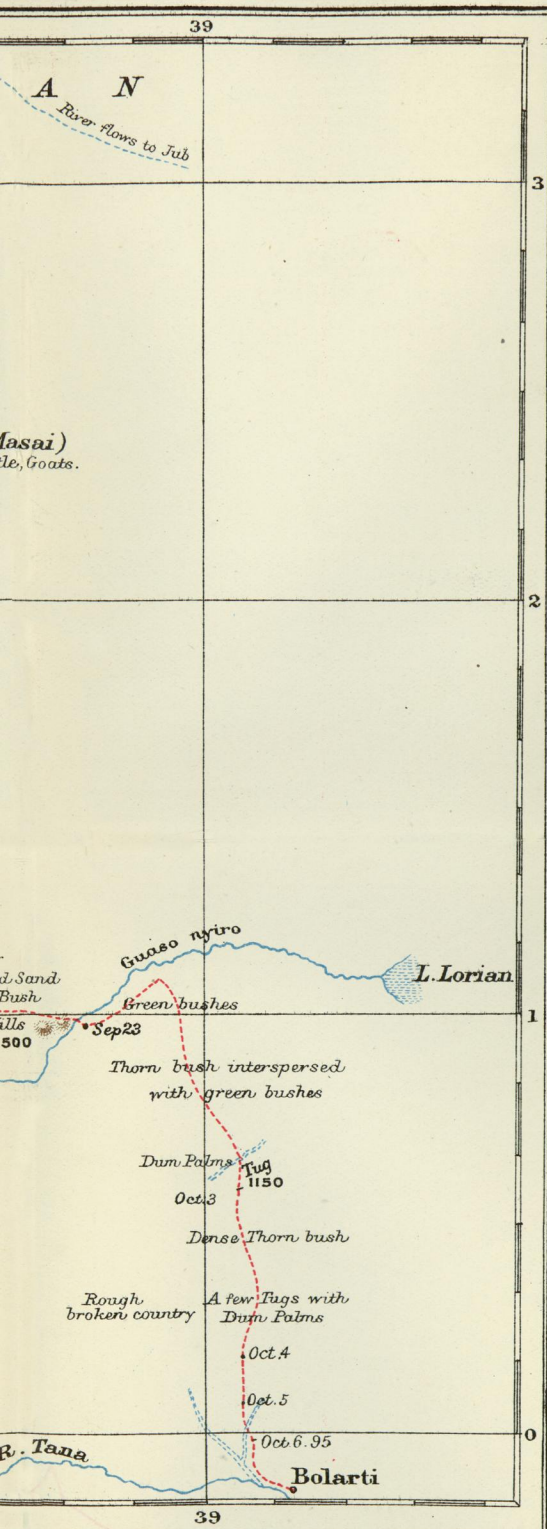 39
A N
River flows to Jub
3
Masai)
tle, Goats.
2
Guaso nyiro
L. Lorian
d Sand
Bush
Green bushes
ills
Sep 23
1
500
Thorn bush interspersed
with green bushes
Dum Palms
Tug
1150
Oct. 3
Dense Thorn bush
Rough
broken country
A few Tugs with
Dum Palms
Oct. 4
Oct. 5
0
Oct. 6. 95
R. Tana
Bolarti
39